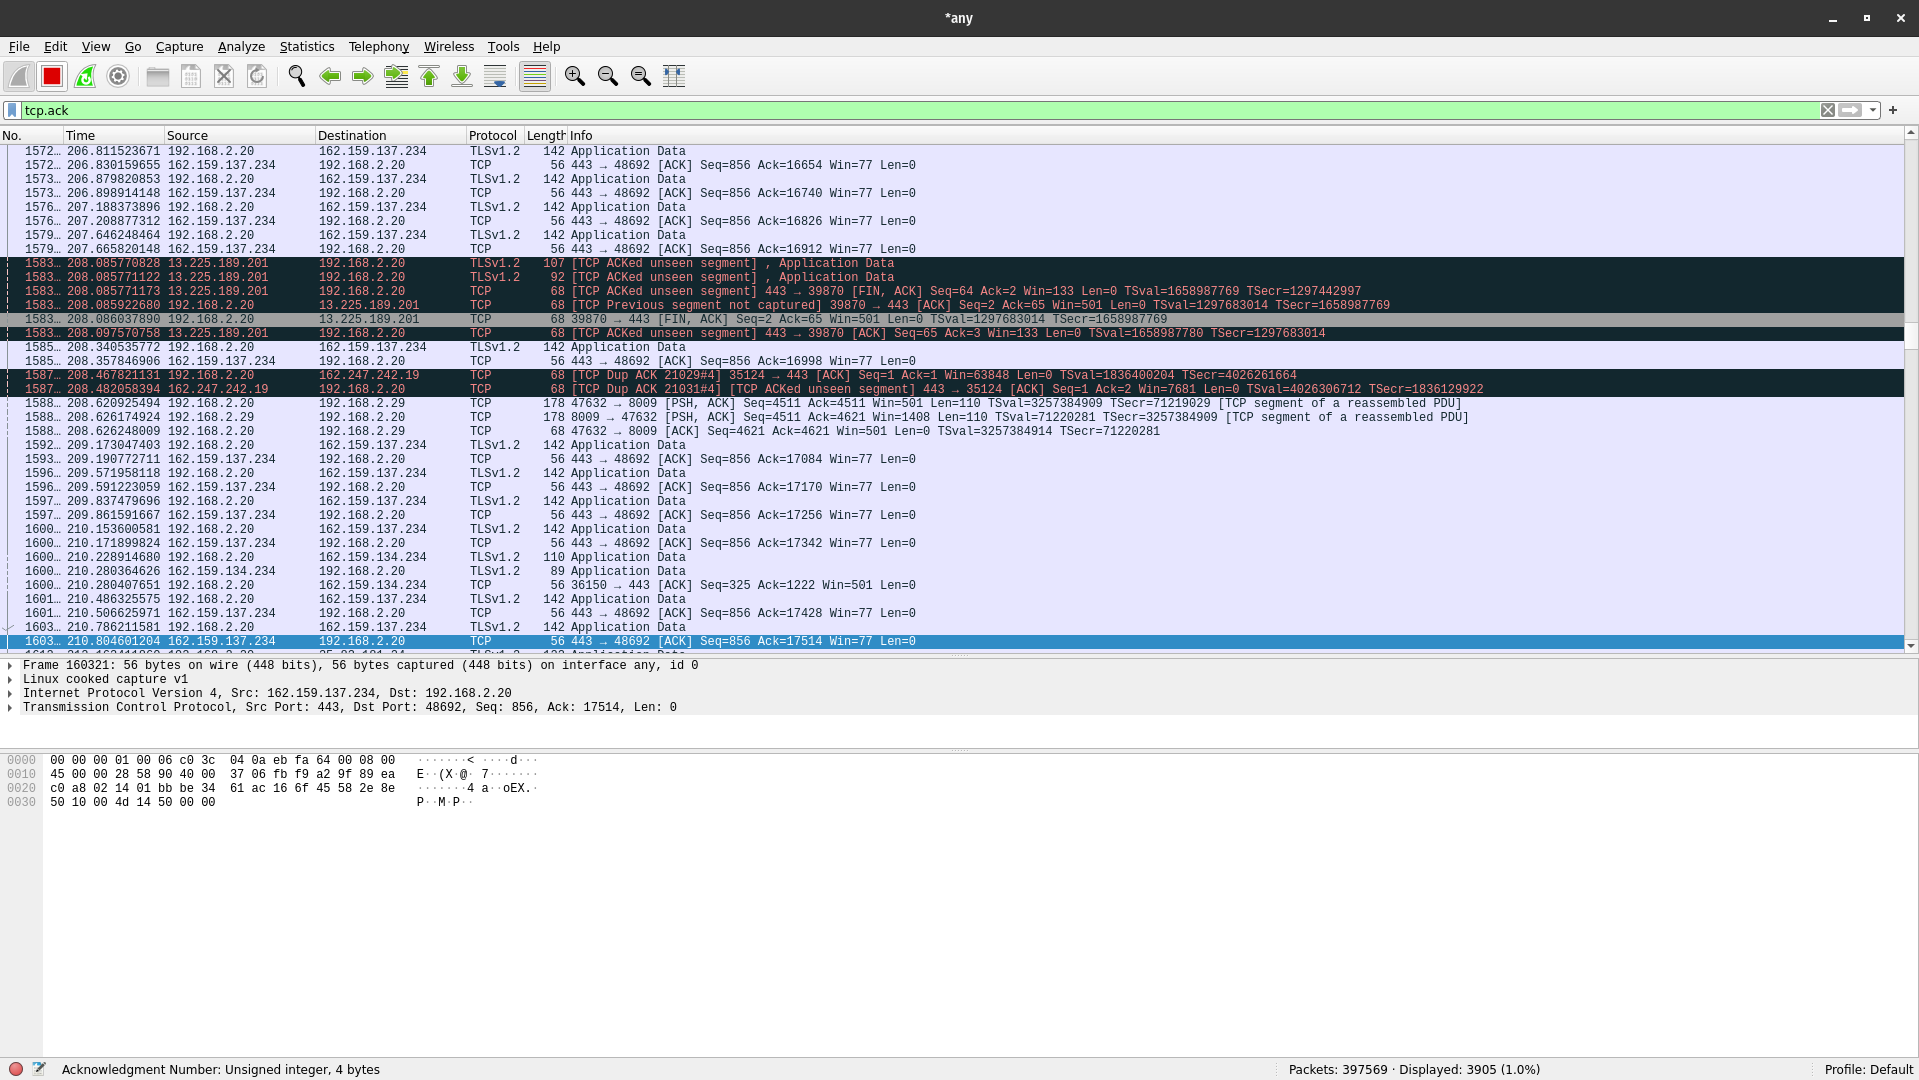 *any
File Edit View Go Capture Analyze Statistics Telephony Wireless Tools Help
tcp.ack
No. Time Source Destination Protocol Length Info
1572… 206.811523671 192.168.2.20 162.159.137.234 TLSv1.2 142 Application Data
1572… 206.830159655 162.159.137.234 192.168.2.20 TCP 56 443 → 48692 [ACK] Seq=856 Ack=16654 Win=77 Len=0
1573… 206.879820853 192.168.2.20 162.159.137.234 TLSv1.2 142 Application Data
1573… 206.898914148 162.159.137.234 192.168.2.20 TCP 56 443 → 48692 [ACK] Seq=856 Ack=16740 Win=77 Len=0
1576… 207.188373896 192.168.2.20 162.159.137.234 TLSv1.2 142 Application Data
1576… 207.208877312 162.159.137.234 192.168.2.20 TCP 56 443 → 48692 [ACK] Seq=856 Ack=16826 Win=77 Len=0
1579… 207.646248464 192.168.2.20 162.159.137.234 TLSv1.2 142 Application Data
1579… 207.665820148 162.159.137.234 192.168.2.20 TCP 56 443 → 48692 [ACK] Seq=856 Ack=16912 Win=77 Len=0
1583… 208.085770828 13.225.189.201 192.168.2.20 TLSv1.2 107 [TCP ACKed unseen segment] , Application Data
1583… 208.085771122 13.225.189.201 192.168.2.20 TLSv1.2 92 [TCP ACKed unseen segment] , Application Data
1583… 208.085771173 13.225.189.201 192.168.2.20 TCP 68 [TCP ACKed unseen segment] 443 → 39870 [FIN, ACK] Seq=64 Ack=2 Win=133 Len=0 TSval=1658987769 TSecr=1297442997
1583… 208.085922680 192.168.2.20 13.225.189.201 TCP 68 [TCP Previous segment not captured] 39870 → 443 [ACK] Seq=2 Ack=65 Win=501 Len=0 TSval=1297683014 TSecr=1658987769
1583… 208.086037890 192.168.2.20 13.225.189.201 TCP 68 39870 → 443 [FIN, ACK] Seq=2 Ack=65 Win=501 Len=0 TSval=1297683014 TSecr=1658987769
1583… 208.097570758 13.225.189.201 192.168.2.20 TCP 68 [TCP ACKed unseen segment] 443 → 39870 [ACK] Seq=65 Ack=3 Win=133 Len=0 TSval=1658987780 TSecr=1297683014
1585… 208.340535772 192.168.2.20 162.159.137.234 TLSv1.2 142 Application Data
1585… 208.357846906 162.159.137.234 192.168.2.20 TCP 56 443 → 48692 [ACK] Seq=856 Ack=16998 Win=77 Len=0
1587… 208.467821131 192.168.2.20 162.247.242.19 TCP 68 [TCP Dup ACK 21029#4] 35124 → 443 [ACK] Seq=1 Ack=1 Win=63848 Len=0 TSval=1836400204 TSecr=4026261664
1587… 208.482058394 162.247.242.19 192.168.2.20 TCP 68 [TCP Dup ACK 21031#4] [TCP ACKed unseen segment] 443 → 35124 [ACK] Seq=1 Ack=2 Win=7681 Len=0 TSval=4026306712 TSecr=1836129922
1588… 208.620925494 192.168.2.20 192.168.2.29 TCP 178 47632 → 8009 [PSH, ACK] Seq=4511 Ack=4511 Win=501 Len=110 TSval=3257384909 TSecr=71219029 [TCP segment of a reassembled PDU]
1588… 208.626174924 192.168.2.29 192.168.2.20 TCP 178 8009 → 47632 [PSH, ACK] Seq=4511 Ack=4621 Win=1408 Len=110 TSval=71220281 TSecr=3257384909 [TCP segment of a reassembled PDU]
1588… 208.626248009 192.168.2.20 192.168.2.29 TCP 68 47632 → 8009 [ACK] Seq=4621 Ack=4621 Win=501 Len=0 TSval=3257384914 TSecr=71220281
1592… 209.173047403 192.168.2.20 162.159.137.234 TLSv1.2 142 Application Data
1593… 209.190772711 162.159.137.234 192.168.2.20 TCP 56 443 → 48692 [ACK] Seq=856 Ack=17084 Win=77 Len=0
1596… 209.571958118 192.168.2.20 162.159.137.234 TLSv1.2 142 Application Data
1596… 209.591223059 162.159.137.234 192.168.2.20 TCP 56 443 → 48692 [ACK] Seq=856 Ack=17170 Win=77 Len=0
1597… 209.837479696 192.168.2.20 162.159.137.234 TLSv1.2 142 Application Data
1597… 209.861591667 162.159.137.234 192.168.2.20 TCP 56 443 → 48692 [ACK] Seq=856 Ack=17256 Win=77 Len=0
1600… 210.153600581 192.168.2.20 162.159.137.234 TLSv1.2 142 Application Data
1600… 210.171899824 162.159.137.234 192.168.2.20 TCP 56 443 → 48692 [ACK] Seq=856 Ack=17342 Win=77 Len=0
1600… 210.228914680 192.168.2.20 162.159.134.234 TLSv1.2 110 Application Data
1600… 210.280364626 162.159.134.234 192.168.2.20 TLSv1.2 89 Application Data
1600… 210.280407651 192.168.2.20 162.159.134.234 TCP 56 36150 → 443 [ACK] Seq=325 Ack=1222 Win=501 Len=0
1601… 210.486325575 192.168.2.20 162.159.137.234 TLSv1.2 142 Application Data
1601… 210.506625971 162.159.137.234 192.168.2.20 TCP 56 443 → 48692 [ACK] Seq=856 Ack=17428 Win=77 Len=0
1603… 210.786211581 192.168.2.20 162.159.137.234 TLSv1.2 142 Application Data
1603… 210.804601204 162.159.137.234 192.168.2.20 TCP 56 443 → 48692 [ACK] Seq=856 Ack=17514 Win=77 Len=0
Frame 160321: 56 bytes on wire (448 bits), 56 bytes captured (448 bits) on interface any, id 0
Linux cooked capture v1
Internet Protocol Version 4, Src: 162.159.137.234, Dst: 192.168.2.20
Transmission Control Protocol, Src Port: 443, Dst Port: 48692, Seq: 856, Ack: 17514, Len: 0
0000 00 00 00 01 00 06 c0 3c 04 0a eb fa 64 00 08 00 ·······< ····d···
0010 45 00 00 28 58 90 40 00 37 06 fb f9 a2 9f 89 ea E··(X·@· 7·······
0020 c0 a8 02 14 01 bb be 34 61 ac 16 6f 45 58 2e 8e ·······4 a··oEX.·
0030 50 10 00 4d 14 50 00 00 P··M·P··
Acknowledgment Number: Unsigned integer, 4 bytes
Packets: 397569 · Displayed: 3905 (1.0%)
Profile: Default